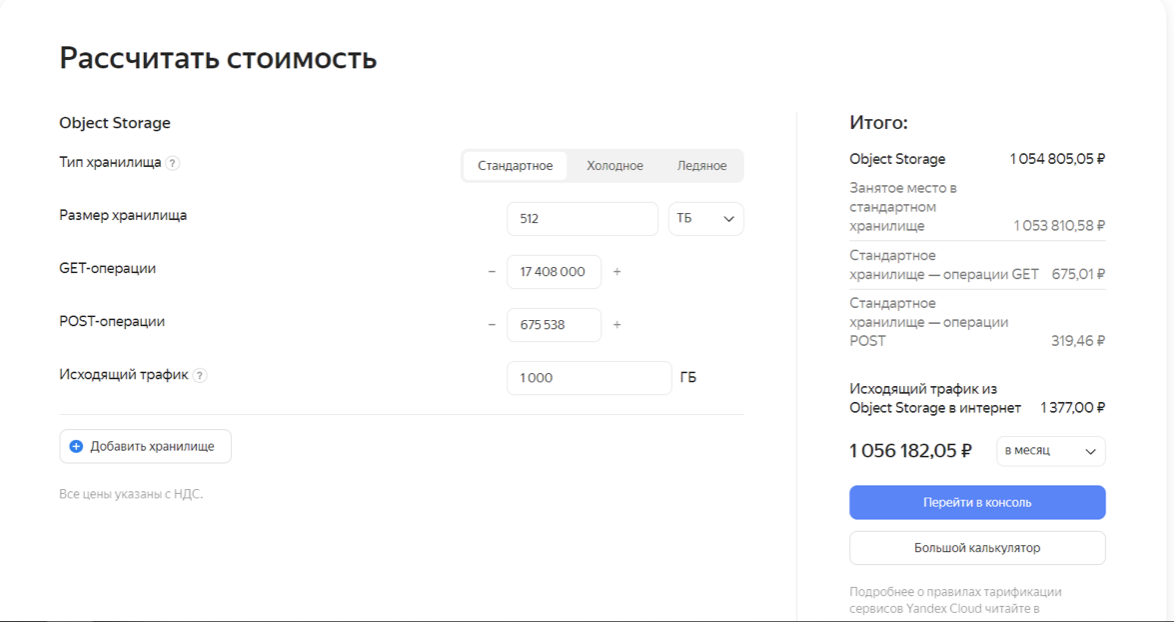 Рассчитать стоимость
Object Storage
Тип хранилища ?
Стандартное Холодное Ледяное
Размер хранилища
512 ТБ
GET-операции
− 17 408 000 +
POST-операции
− 675 538 +
Исходящий трафик ?
1 000 ГБ
Добавить хранилище
Все цены указаны с НДС.
Итого:
Object Storage 1 054 805,05 ₽
Занятое место в
стандартном
хранилище 1 053 810,58 ₽
Стандартное
хранилище — операции GET 675,01 ₽
Стандартное
хранилище — операции
POST 319,46 ₽
Исходящий трафик из
Object Storage в интернет 1 377,00 ₽
1 056 182,05 ₽ в месяц
Перейти в консоль
Большой калькулятор
Подробнее о правилах тарификации
сервисов Yandex Cloud читайте в